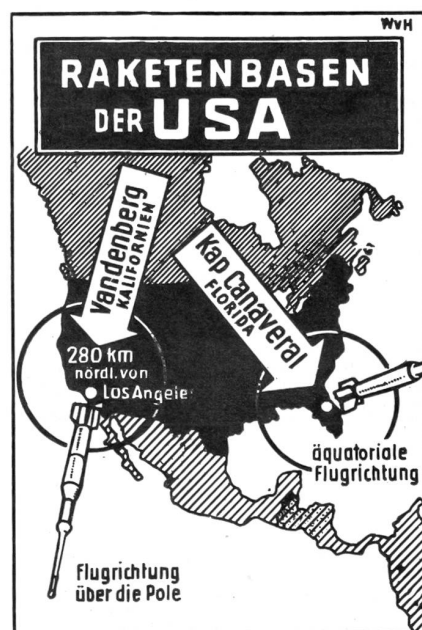 WvH
RAKETENBASEN
DER USA
Vandenberg
KALIFORNIEN
Kap Canaveral
FLORIDA
280 km
nördl. von
Los Angele
äquatoriale
Flugrichtung
Flugrichtung
über die Pole